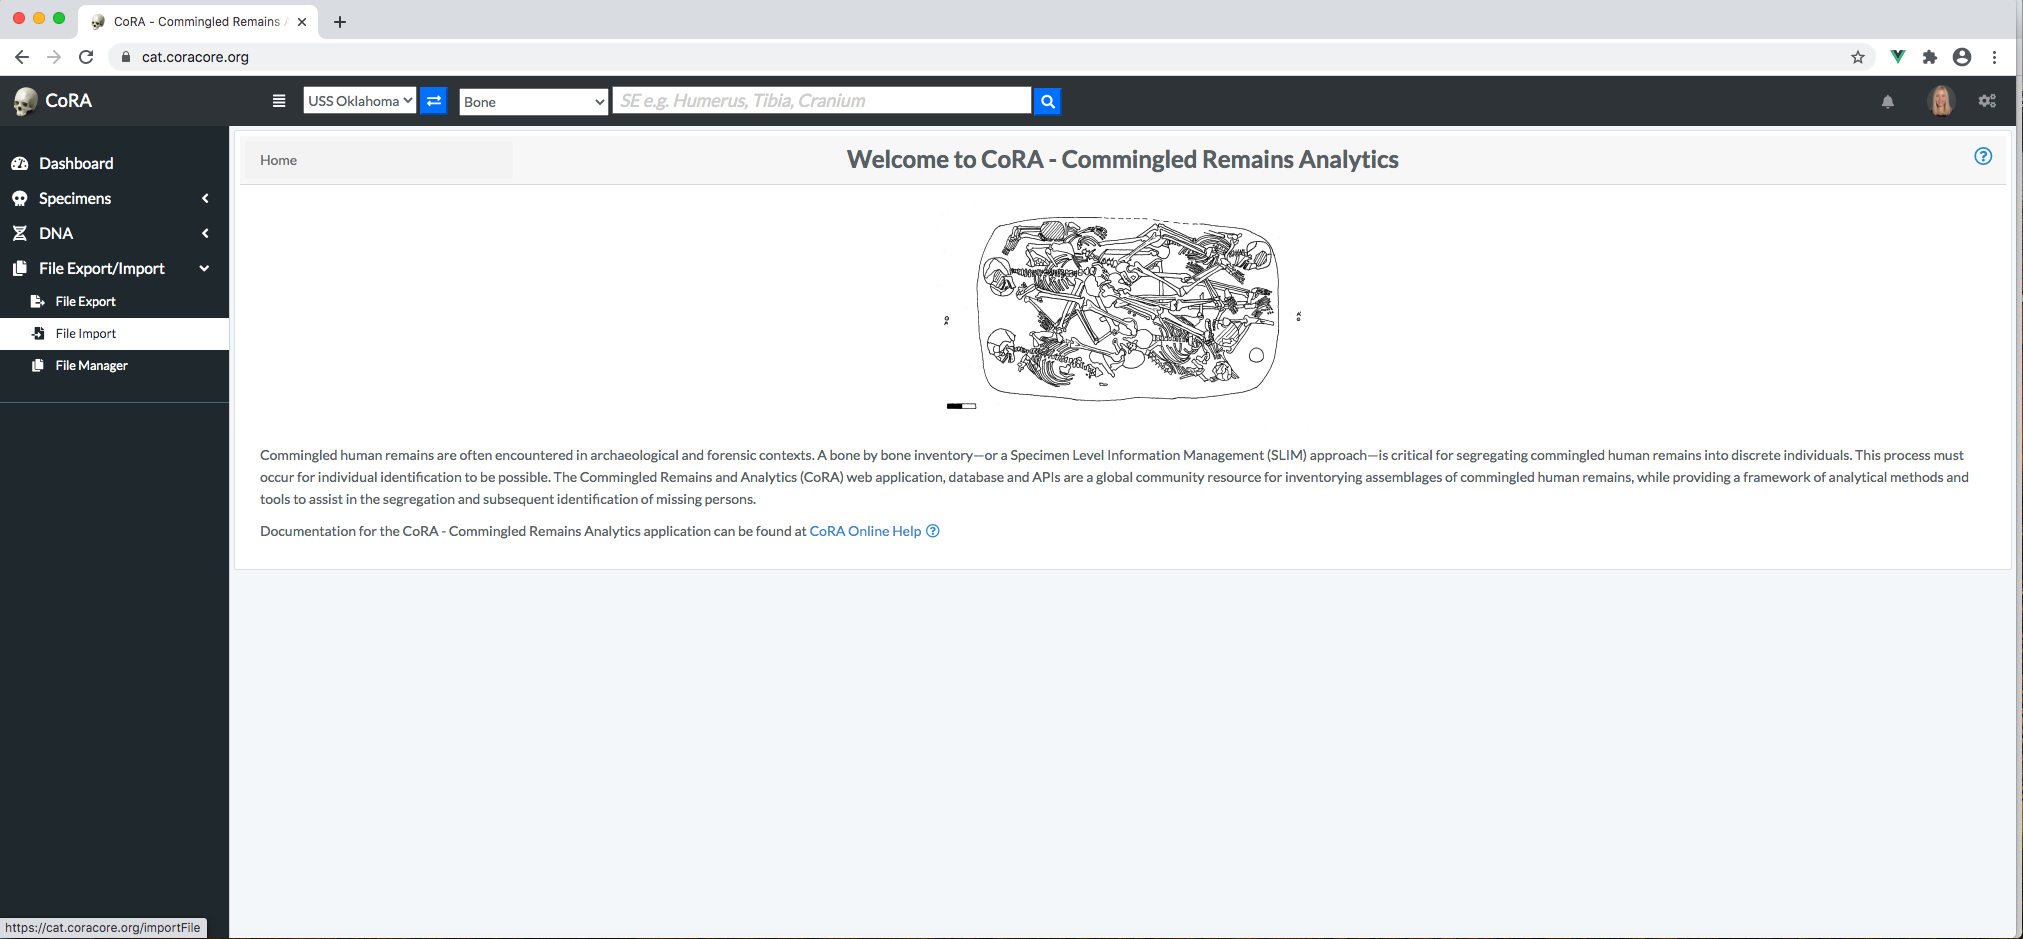 CoRA - Commingled Remains
cat.coracore.org
CoRA
USS Oklahoma
Bone
SE e.g. Humerus, Tibia, Cranium
Dashboard
Specimens
DNA
File Export/Import
File Export
File Import
File Manager
Home
Welcome to CoRA - Commingled Remains Analytics
Commingled human remains are often encountered in archaeological and forensic contexts. A bone by bone inventory—or a Specimen Level Information Management (SLIM) approach—is critical for segregating commingled human remains into discrete individuals. This process must
occur for individual identification to be possible. The Commingled Remains and Analytics (CoRA) web application, database and APIs are a global community resource for inventorying assemblages of commingled human remains, while providing a framework of analytical methods and
tools to assist in the segregation and subsequent identification of missing persons.
Documentation for the CoRA - Commingled Remains Analytics application can be found at CoRA Online Help
https://cat.coracore.org/importFile